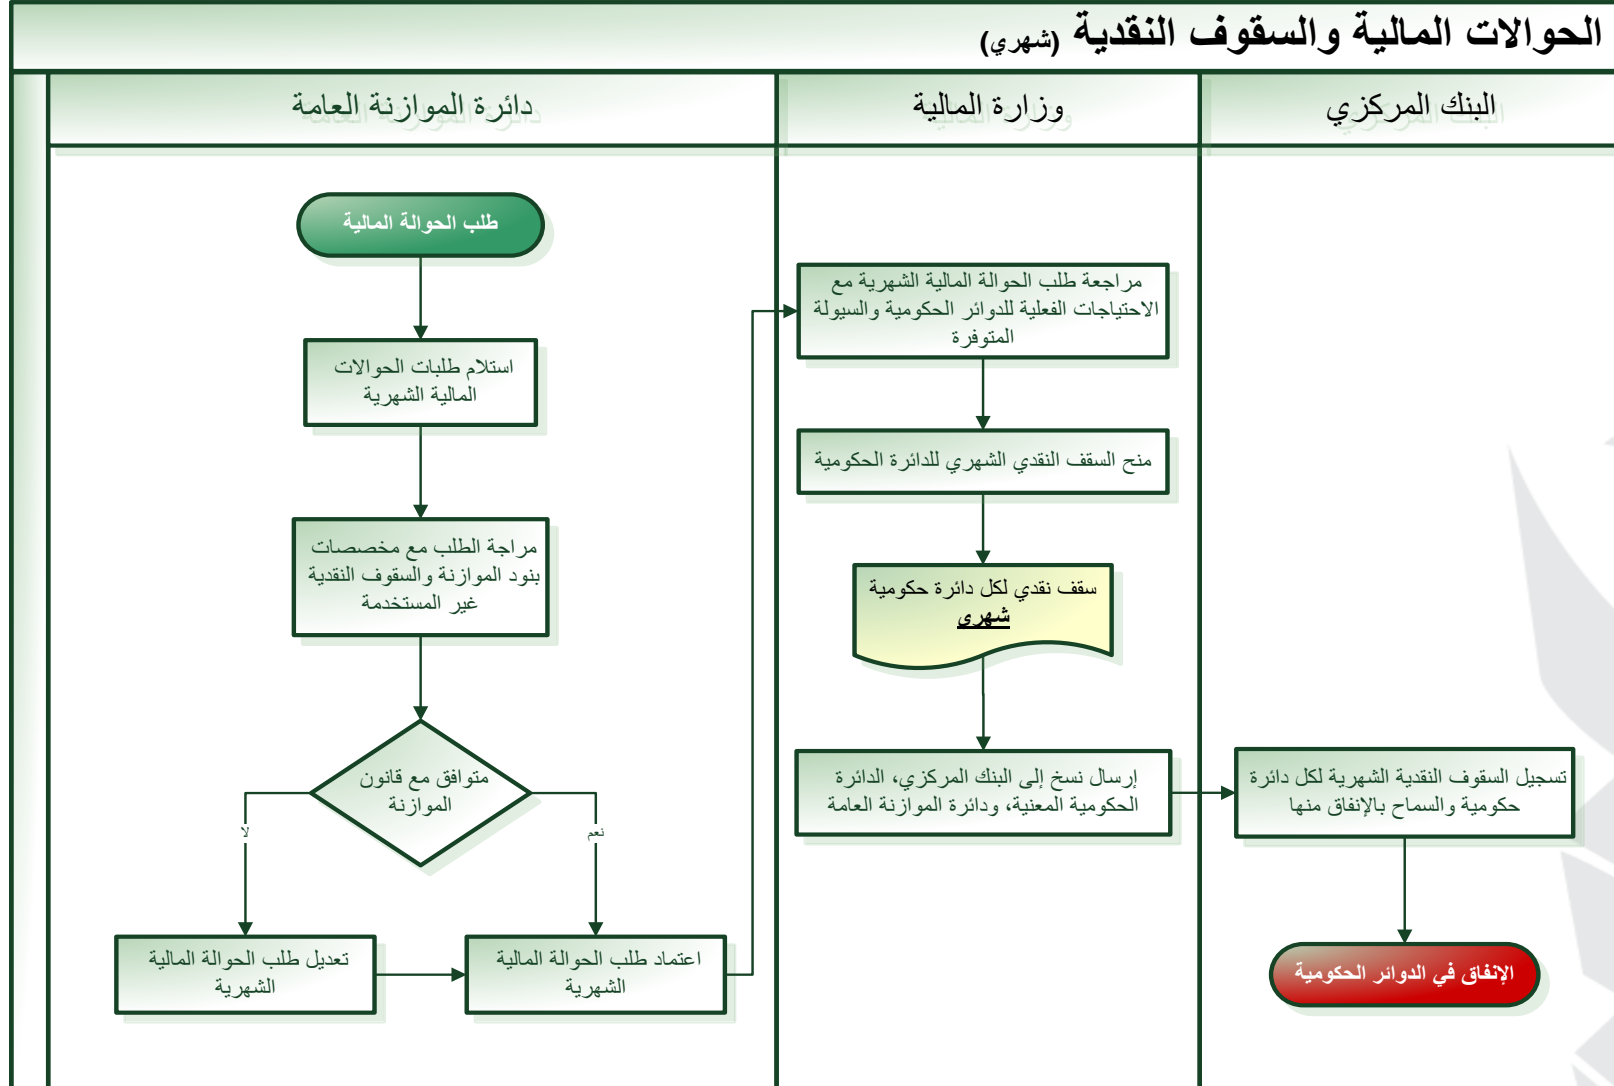 الحوالات المالية والسقوف النقدية (شهري)
دائرة الموازنة العامة
وزارة المالية
البنك المركزي
طلب الحوالة المالية
استلام طلبات الحوالات
المالية الشهرية
مراجة الطلب مع مخصصات
بنود الموازنة والسقوف النقدية
غير المستخدمة
متوافق مع قانون
الموازنة
لا
نعم
تعديل طلب الحوالة المالية
الشهرية
اعتماد طلب الحوالة المالية
الشهرية
مراجعة طلب الحوالة المالية الشهرية مع
الاحتياجات الفعلية للدوائر الحكومية والسيولة
المتوفرة
منح السقف النقدي الشهري للدائرة الحكومية
سقف نقدي لكل دائرة حكومية
شهري
إرسال نسخ إلى البنك المركزي، الدائرة
الحكومية المعنية، ودائرة الموازنة العامة
تسجيل السقوف النقدية الشهرية لكل دائرة
حكومية والسماح بالإنفاق منها
الإنفاق في الدوائر الحكومية